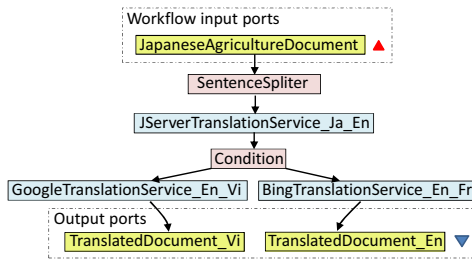 Workflow input ports
JapaneseAgricultureDocument
SentenceSpliter
JServerTranslationService_Ja_En
Condition
GoogleTranslationService_En_Vi
BingTranslationService_En_Fr
Output ports
TranslatedDocument_Vi
TranslatedDocument_En